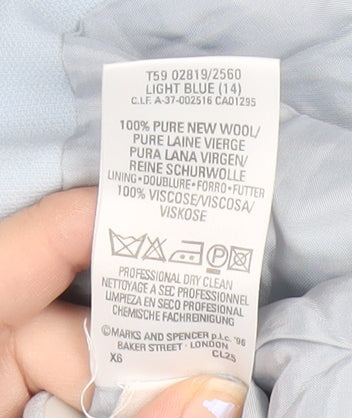 T59 02819/2560
LIGHT BLUE (14)
C.I.F. A-37-002516 CA01295
100% PURE NEW WOOL/
PURE LAINE VIERGE
PURA LANA VIRGEN/
REINE SCHURWOLLE
LINING•DOUBLURE•FORRO•FUTTER
100% VISCOSE/VISCOSA/
VISKOSE
P
PROFESSIONAL DRY CLEAN
NETTOYAGE A SEC PROFESSIONNEL
LIMPIEZA EN SECO PROFESIONAL
CHEMISCHE FACHREINIGUNG
©MARKS AND SPENCER p.l.c. '96
BAKER STREET · LONDON
X6 CL25